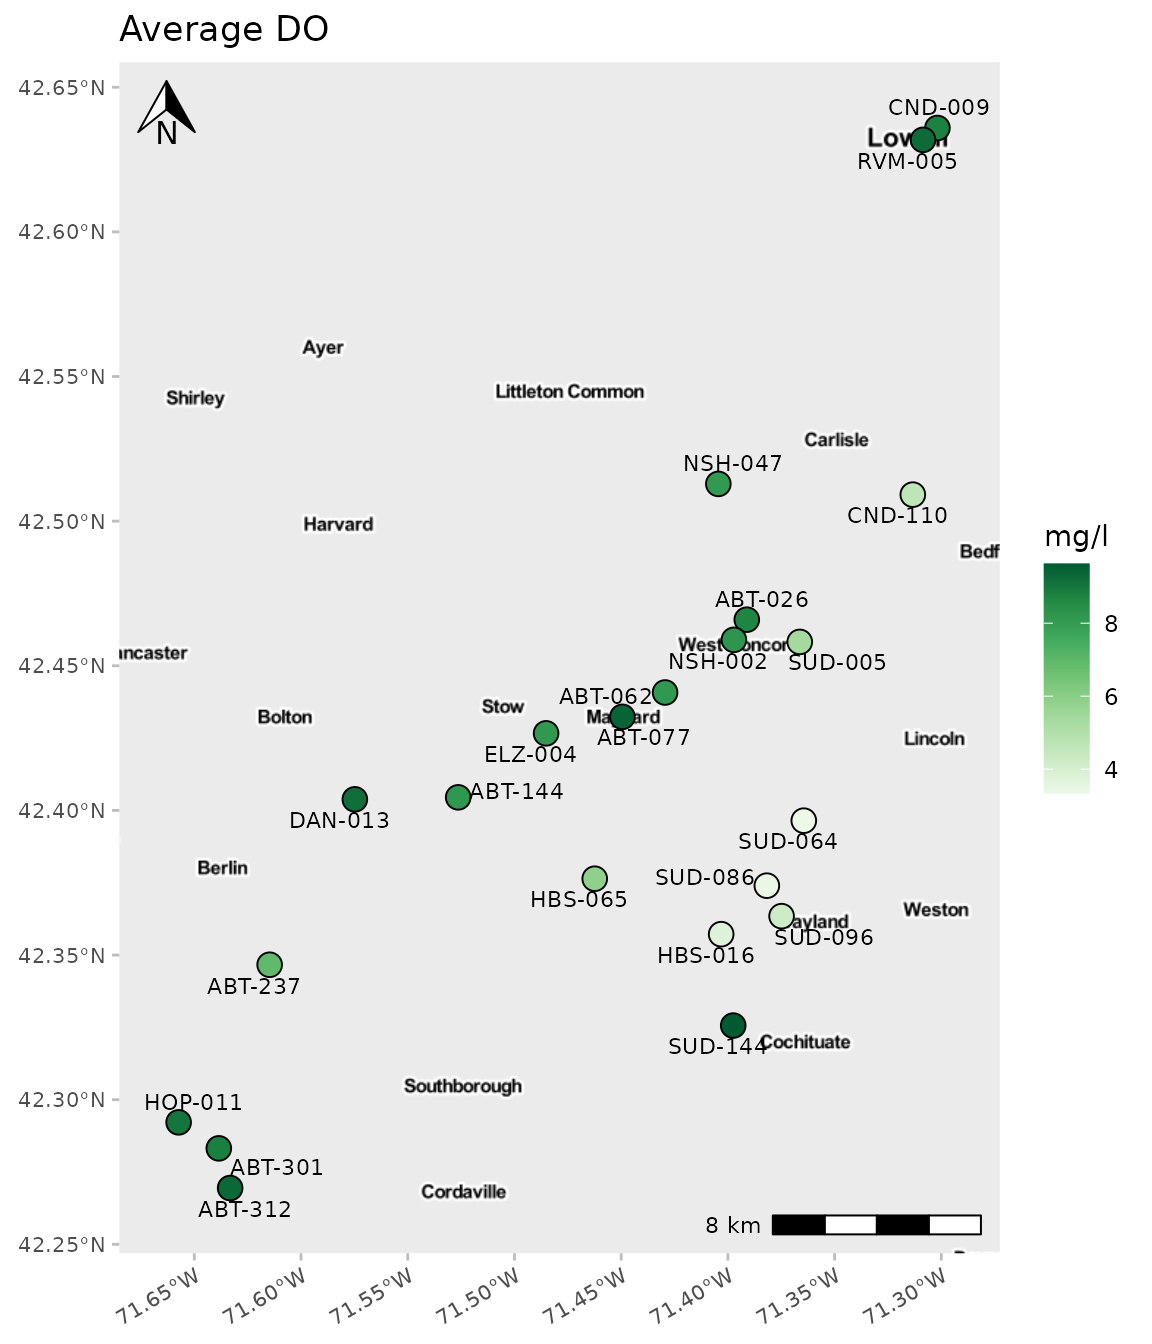 Average DO
42.65°N
N
CND-009
RVM-005
42.60°N
Ayer
42.55°N
Shirley
Littleton Common
Carlisle
NSH-047
CND-110
42.50°N
Harvard
Bedf
mg/l
8
6
4
ABT-026
NSH-002
SUD-005
ancaster
42.45°N
ABT-062
Stow
Bolton
ABT-077
Lincoln
ELZ-004
ABT-144
42.40°N
DAN-013
SUD-064
Berlin
SUD-086
HBS-065
Weston
ayland
SUD-096
HBS-016
42.35°N
ABT-237
SUD-144
Cochuate
Southborough
42.30°N
HOP-011
ABT-301
ABT-312
Cordaville
8 km
42.25°N
71.65°W
71.60°W
71.55°W
71.50°W
71.45°W
71.40°W
71.35°W
71.30°W